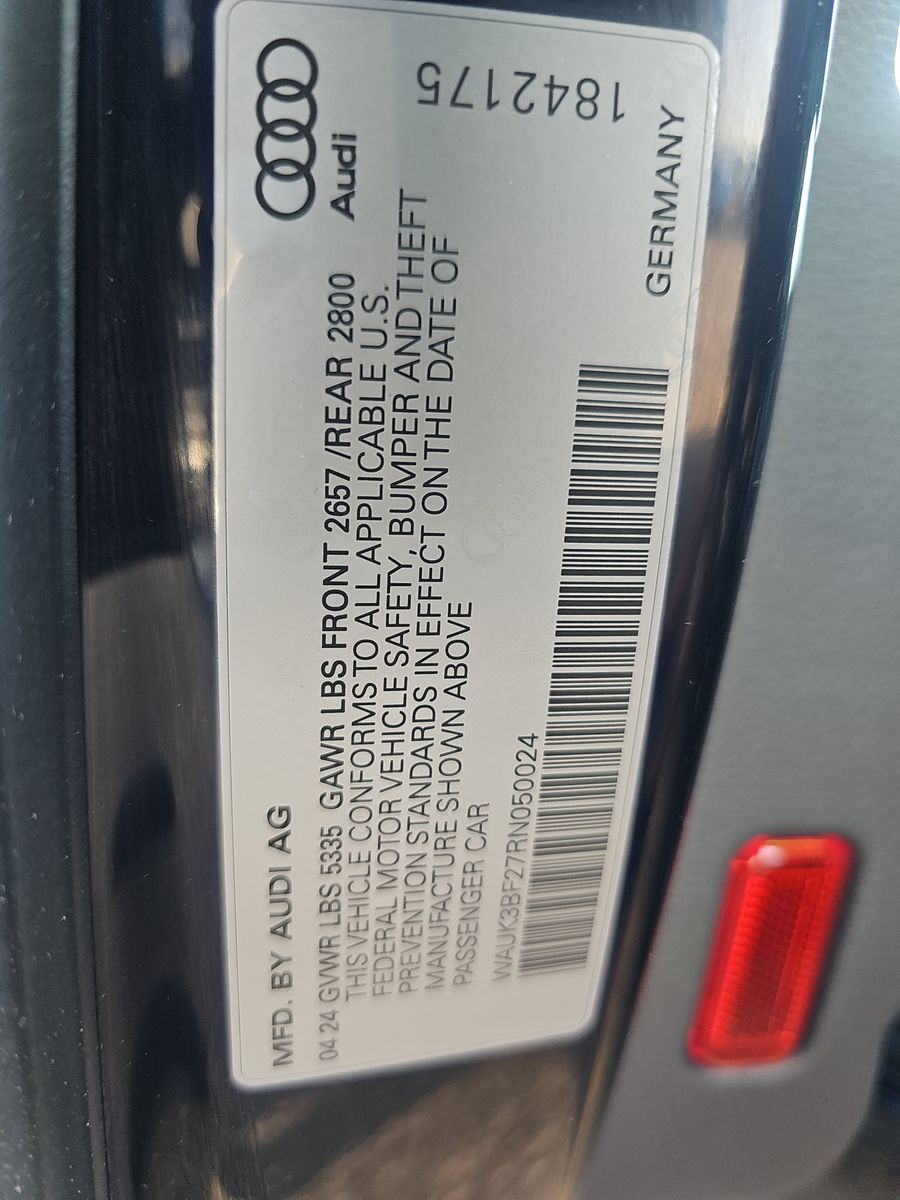 MFD. BY AUDI AG
04 24 GVWR LBS 5335 GAWR LBS FRONT 2657 /REAR 2800
THIS VEHICLE CONFORMS TO ALL APPLICABLE U.S.
FEDERAL MOTOR VEHICLE SAFETY, BUMPER AND THEFT
PREVENTION STANDARDS IN EFFECT ON THE DATE OF
MANUFACTURE SHOWN ABOVE
PASSENGER CAR
WAUK3BF27RN050024
Audi
1842175
GERMANY